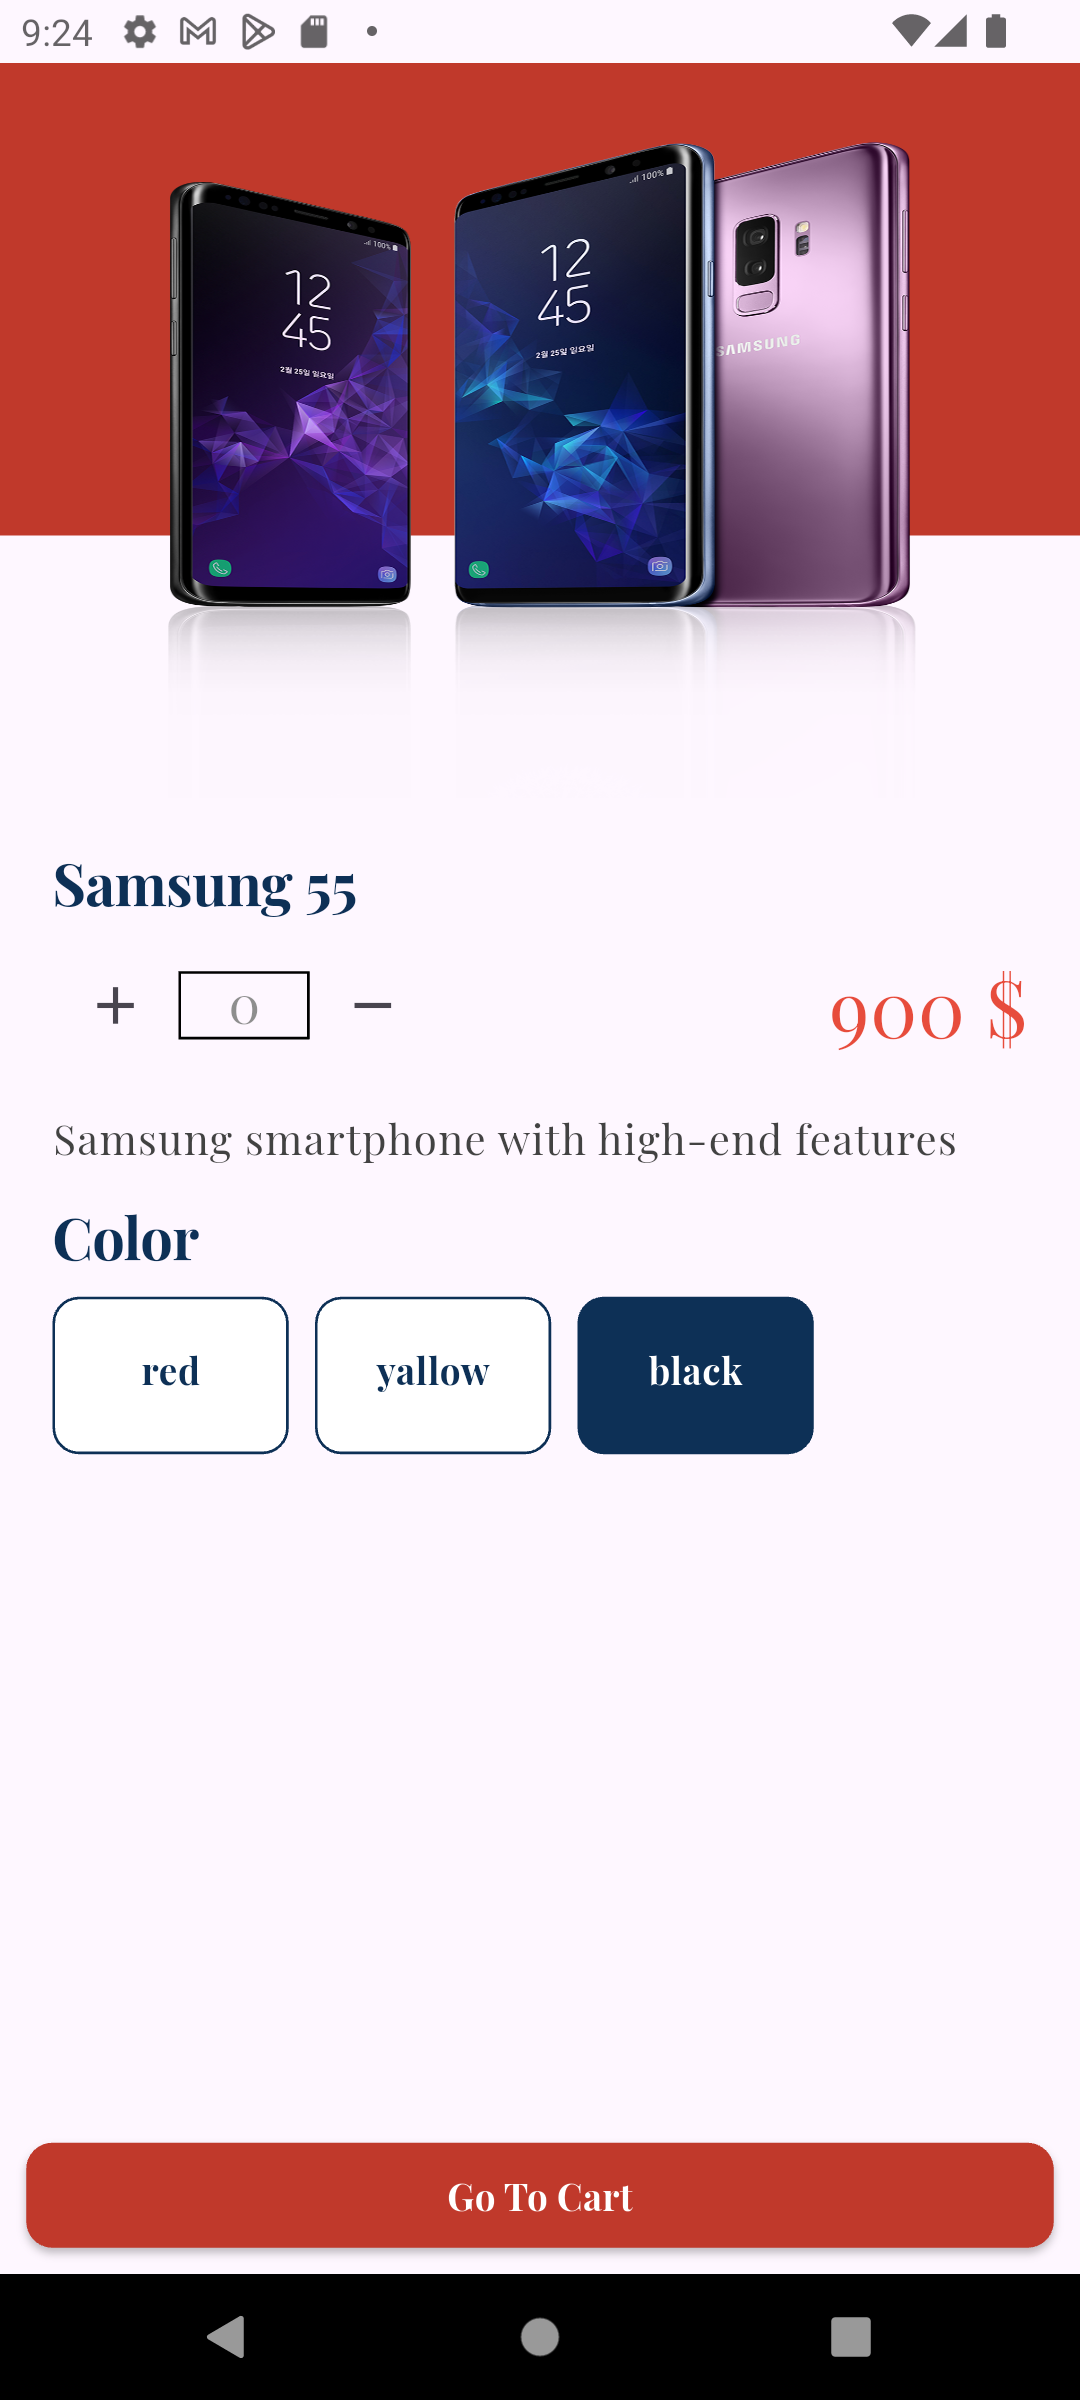 9:24
100%
12
45
2월 25일 일요일
100%
12
45
2월 25일 일요일
SAMSUNG
Samsung 55
0
900 $
Samsung smartphone with high-end features
Color
red
yallow
black
Go To Cart